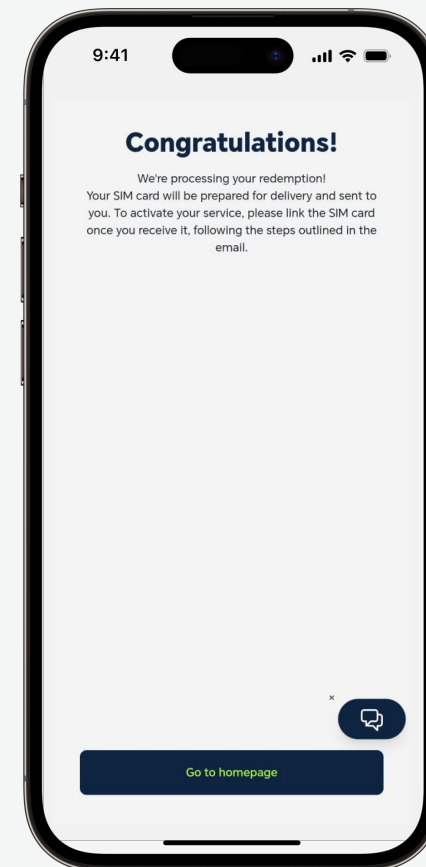 9:41
Congratulations!
We're processing your redemption!
Your SIM card will be prepared for delivery and sent to
you. To activate your service, please link the SIM card
once you receive it, following the steps outlined in the
email.
×
Go to homepage